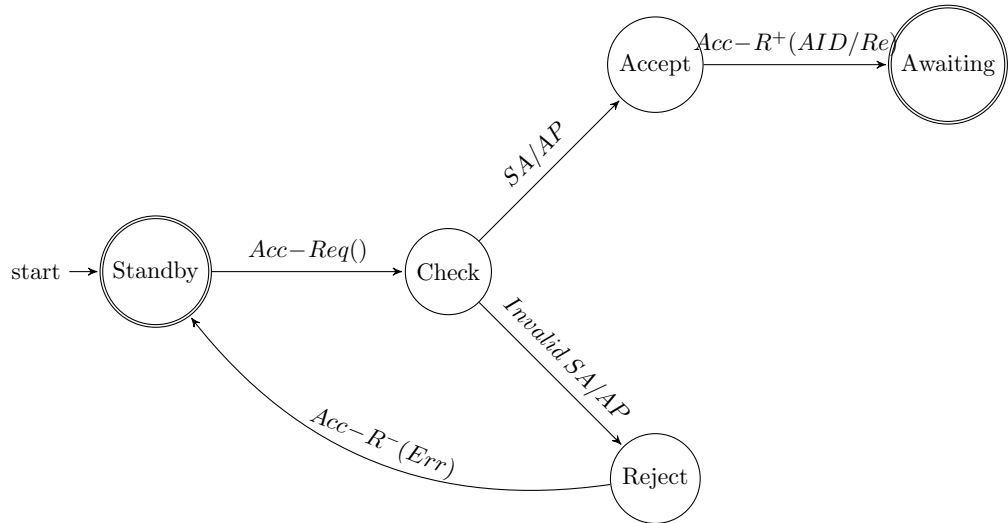 Acc−R⁺(AID/Re)
Accept
Awaiting
SA/AP
Acc−Req()
start
Standby
Check
Invalid SA/AP
Acc−R⁻(Err)
Reject